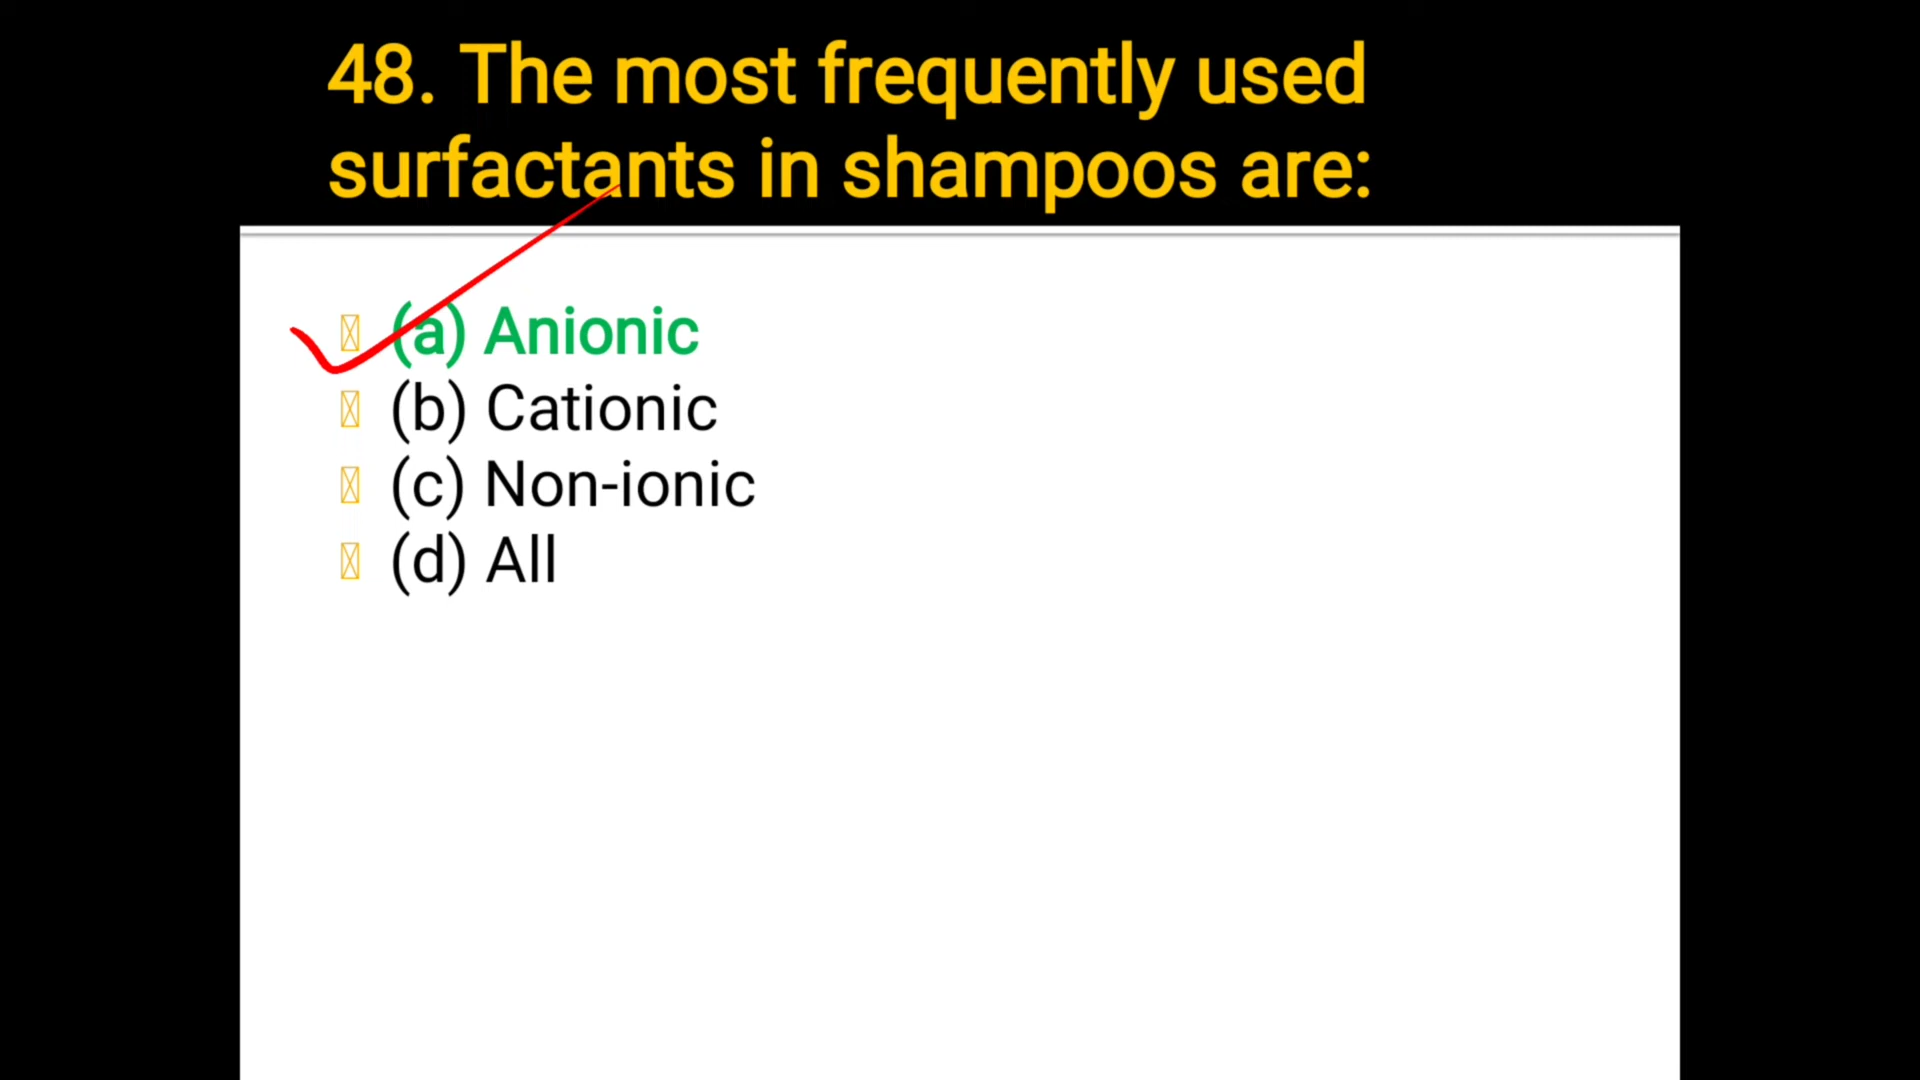 48. The most frequently used
surfactants in shampoos are:
(a) Anionic
(b) Cationic
(c) Non-ionic
(d) All